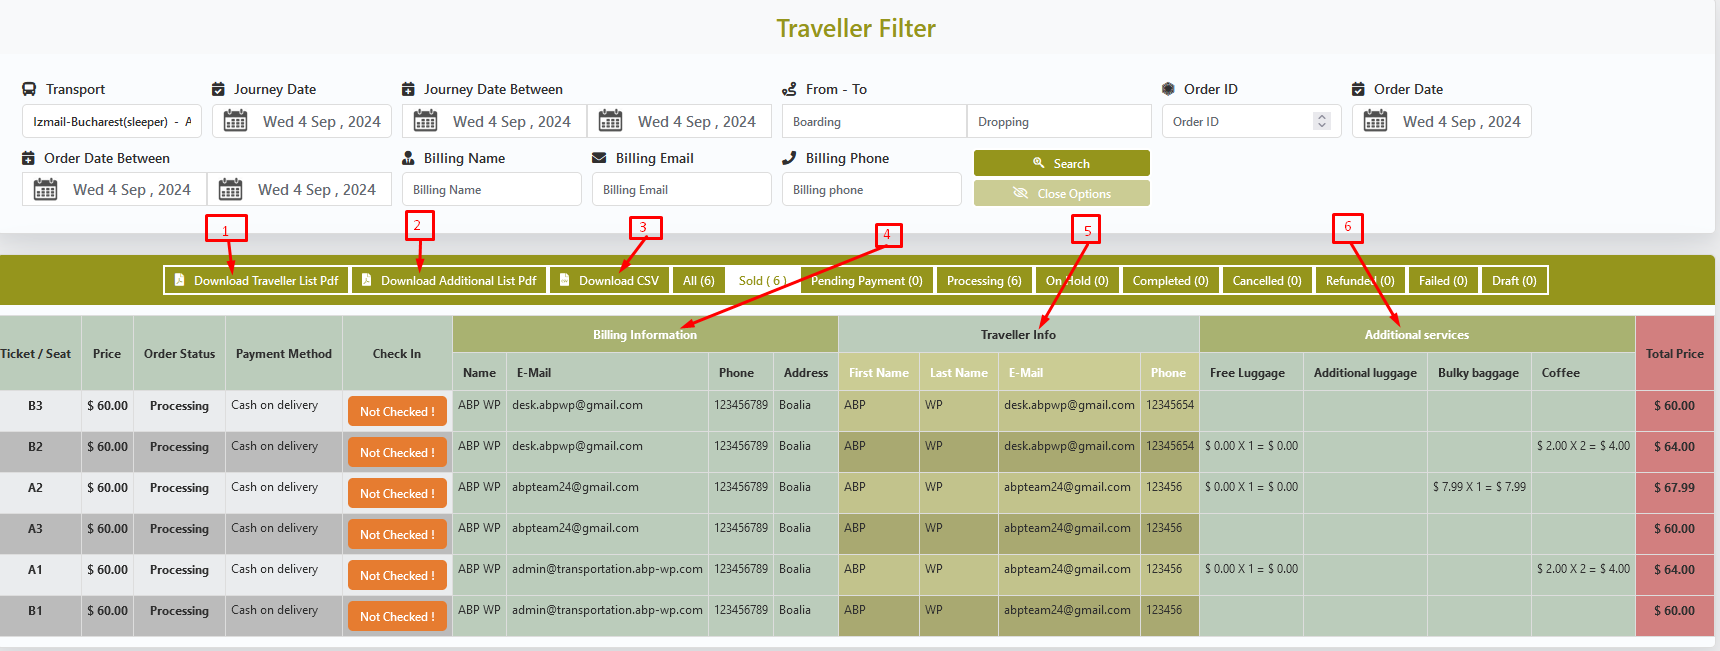 Traveller Filter
Transport
Journey Date
Journey Date Between
From - To
Order ID
Order Date
Izmail-Bucharest(sleeper) - A
Wed 4 Sep , 2024
Wed 4 Sep , 2024
Wed 4 Sep , 2024
Boarding
Dropping
Order ID
Wed 4 Sep , 2024
Order Date Between
Billing Name
Billing Email
Billing Phone
Search
Wed 4 Sep , 2024
Wed 4 Sep , 2024
Billing Name
Billing Email
Billing phone
Close Options
1
2
3
4
5
6
Download Traveller List Pdf
Download Additional List Pdf
Download CSV
All (6)
Sold ( 6 )
Pending Payment (0)
Processing (6)
On Hold (0)
Completed (0)
Cancelled (0)
Refunded (0)
Failed (0)
Draft (0)
Ticket / Seat Price Order Status Payment Method Check In Billing Information Traveller Info Additional services Total Price
Name E-Mail Phone Address First Name Last Name E-Mail Phone Free Luggage Additional luggage Bulky baggage Coffee
B3 $ 60.00 Processing Cash on delivery Not Checked ! ABP WP desk.abpwp@gmail.com 123456789 Boalia ABP WP desk.abpwp@gmail.com 12345654 $ 60.00
B2 $ 60.00 Processing Cash on delivery Not Checked ! ABP WP desk.abpwp@gmail.com 123456789 Boalia ABP WP desk.abpwp@gmail.com 12345654 $ 0.00 X 1 = $ 0.00 $ 2.00 X 2 = $ 4.00 $ 64.00
A2 $ 60.00 Processing Cash on delivery Not Checked ! ABP WP abpteam24@gmail.com 123456789 Boalia ABP WP abpteam24@gmail.com 123456 $ 0.00 X 1 = $ 0.00 $ 7.99 X 1 = $ 7.99 $ 67.99
A3 $ 60.00 Processing Cash on delivery Not Checked ! ABP WP abpteam24@gmail.com 123456789 Boalia ABP WP abpteam24@gmail.com 123456 $ 60.00
A1 $ 60.00 Processing Cash on delivery Not Checked ! ABP WP admin@transportation.abp-wp.com 123456789 Boalia ABP WP abpteam24@gmail.com 123456 $ 0.00 X 1 = $ 0.00 $ 2.00 X 2 = $ 4.00 $ 64.00
B1 $ 60.00 Processing Cash on delivery Not Checked ! ABP WP admin@transportation.abp-wp.com 123456789 Boalia ABP WP abpteam24@gmail.com 123456 $ 60.00